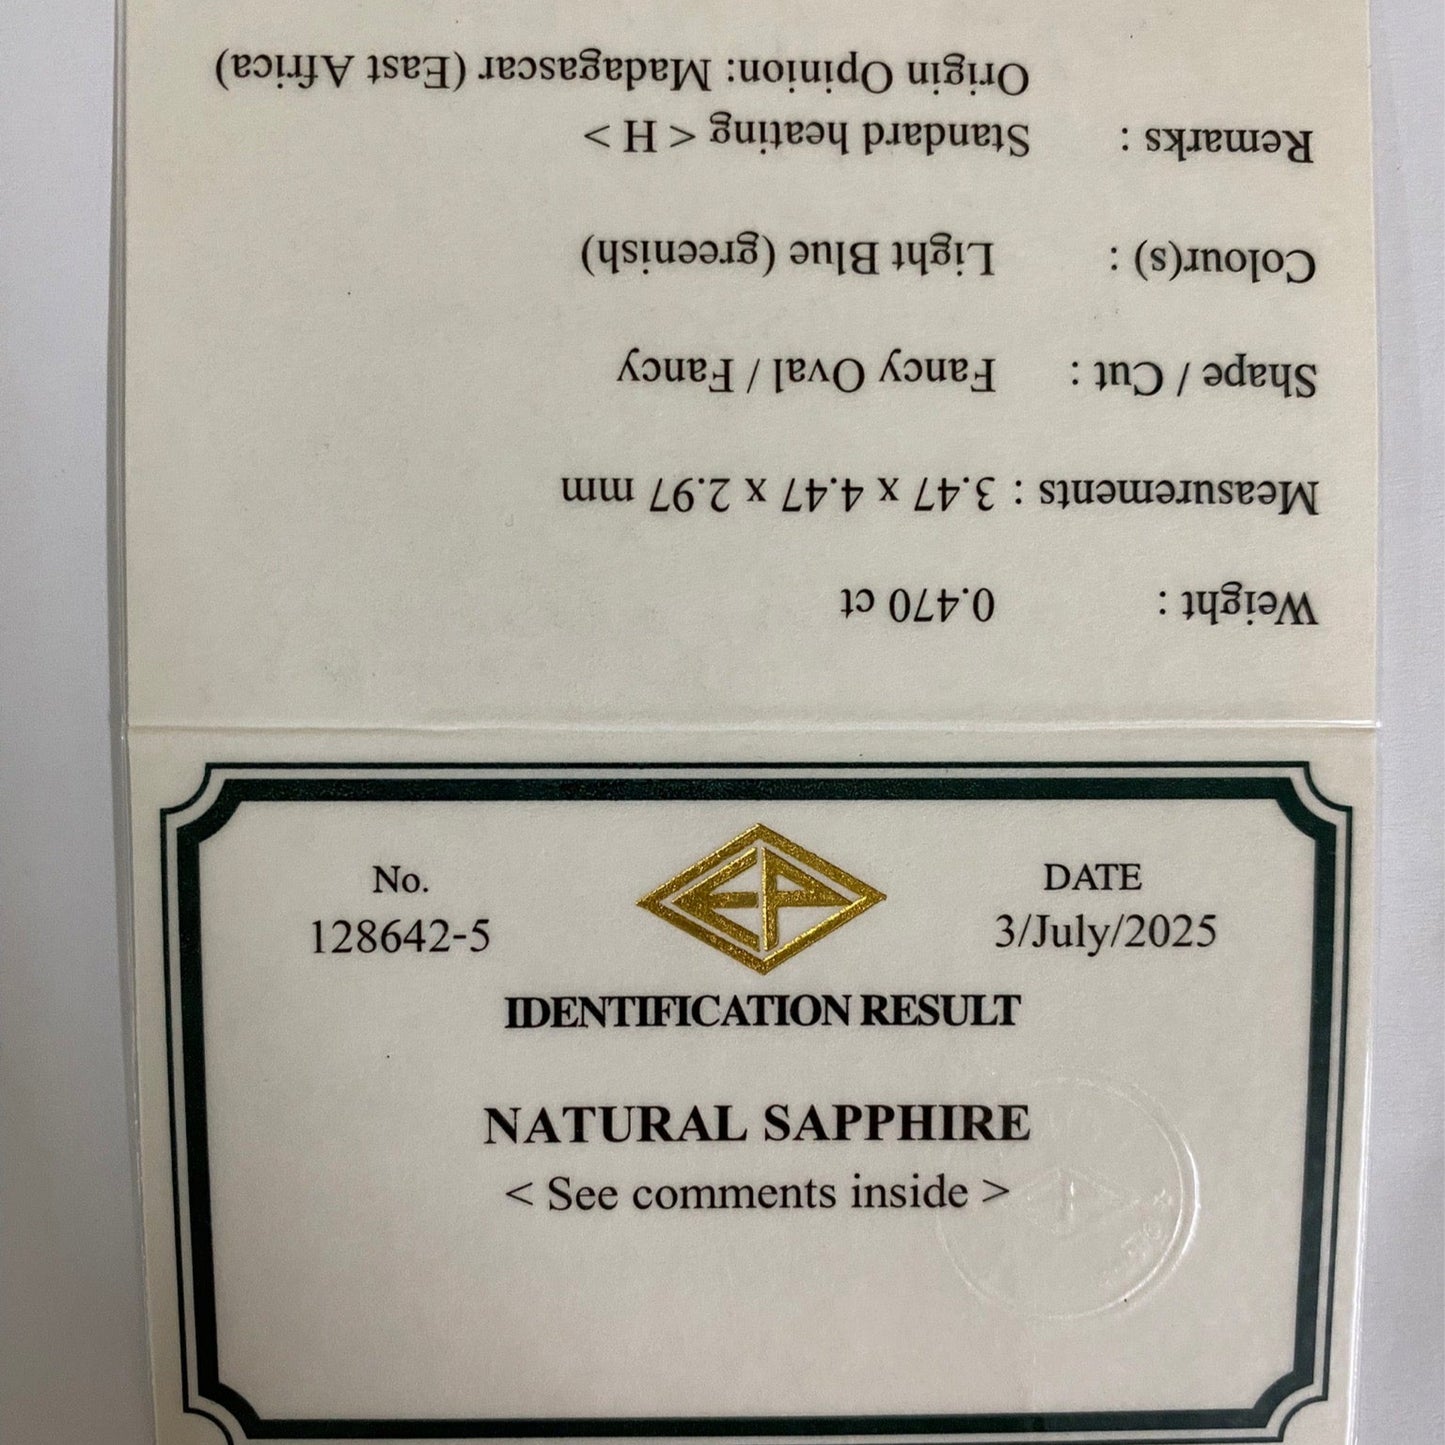 No.
128642-5
EP
DATE
3/July/2025
IDENTIFICATION RESULT
NATURAL SAPPHIRE
< See comments inside >
Weight : 0.470 ct
Measurements : 3.47 x 4.47 x 2.97 mm
Shape / Cut : Fancy Oval / Fancy
Colour(s) : Light Blue (greenish)
Remarks : Standard heating < H >
Origin Opinion: Madagascar (East Africa)